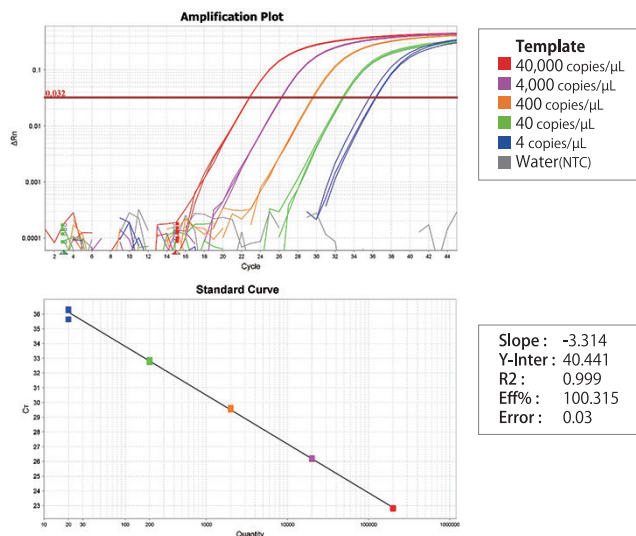 Amplification Plot
0.1
0.032
0.01
0.001
0.0001
ΔRn
2 4 6 8 10 12 14 16 18 20 22 24 26 28 30 32 34 36 38 40 42 44
Cycle
Template
40,000 copies/µL
4,000 copies/µL
400 copies/µL
40 copies/µL
4 copies/µL
Water(NTC)
Standard Curve
36
35
34
33
32
31
30
29
28
27
26
25
24
23
CT
10 20 30 100 200 1000 10000 100000 1000000
Quantity
Slope : -3.314
Y-Inter : 40.441
R2 : 0.999
Eff% : 100.315
Error : 0.03